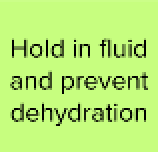 Hold in fluid
and prevent
dehydration